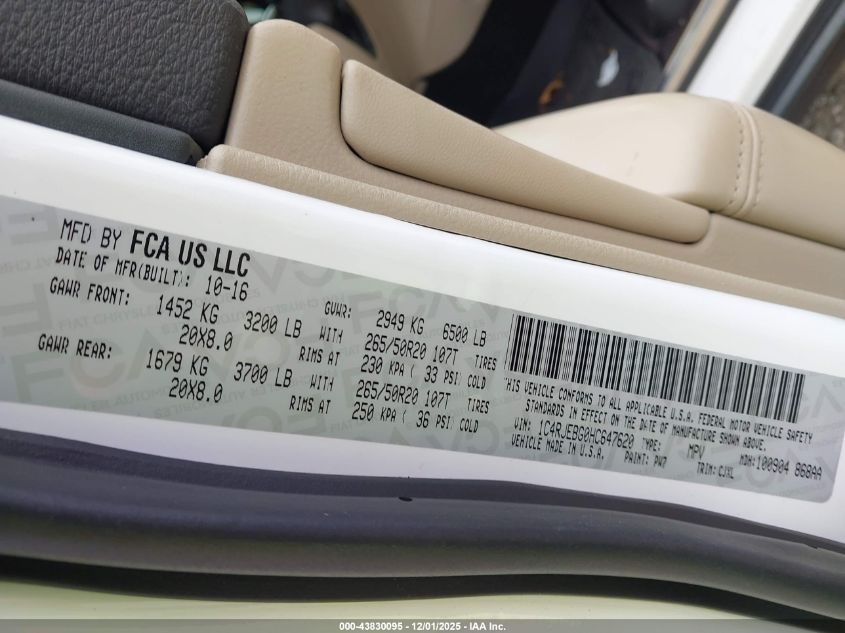 MFD BY FCA US LLC
DATE OF MFR(BUILT): 10-16
GAWR FRONT: 1452 KG 3200 LB WITH
20X8.0 RIMS AT
GAWR REAR: 1679 KG 3700 LB WITH
20X8.0 RIMS AT
GVWR: 2949 KG 6500 LB
265/50R20 107T TIRES
230 KPA ( 33 PSI) COLD
265/50R20 107T TIRES
250 KPA ( 36 PSI) COLD
THIS VEHICLE CONFORMS TO ALL APPLICABLE U.S.A. FEDERAL MOTOR VEHICLE SAFETY
STANDARDS IN EFFECT ON THE DATE OF MANUFACTURE SHOWN ABOVE.
VIN: 1C4RJEBG0HC647620 TYPE: MPV MDH:100904 868AA
VEHICLE MADE IN U.S.A. PAINT: PW7 TRIM: CJXL
000-43830095 - 12/01/2025 - IAA Inc.